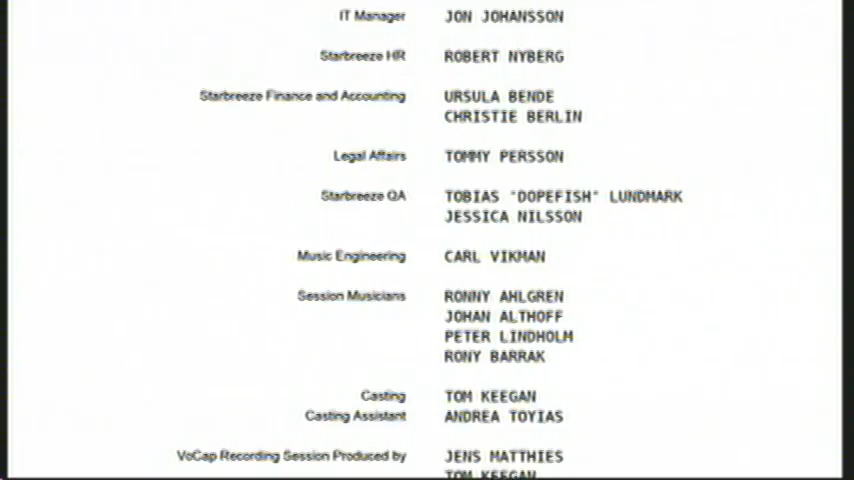 IT Manager JON JOHANSSON
Starbreeze HR ROBERT NYBERG
Starbreeze Finance and Accounting URSULA BENDE
CHRISTIE BERLIN
Legal Affairs TOMMY PERSSON
Starbreeze QA TOBIAS "DOPEFISH" LUNDMARK
JESSICA NILSSON
Music Engineering CARL VIKMAN
Session Musicians RONNY AHLGREN
JOHAN ALTHOFF
PETER LINDHOLM
RONY BARRAK
Casting TOM KEEGAN
Casting Assistant ANDREA TOYIAS
VoCap Recording Session Produced by JENS MATTHIES
TOM KEEGAN